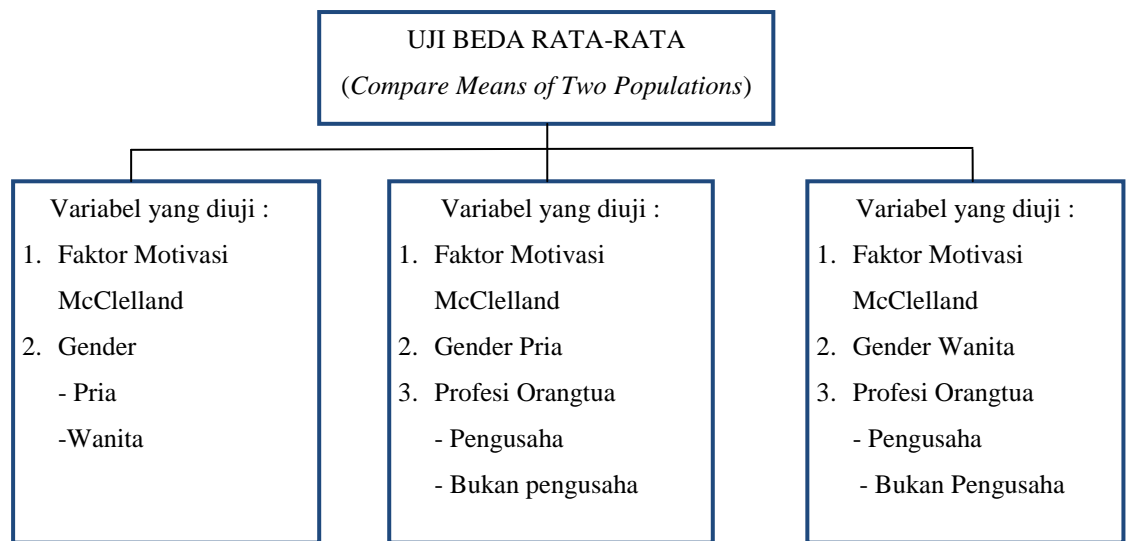 UJI BEDA RATA-RATA
(Compare Means of Two Populations)
Variabel yang diuji :
1. Faktor Motivasi
McClelland
2. Gender
- Pria
-Wanita
Variabel yang diuji :
1. Faktor Motivasi
McClelland
2. Gender Pria
3. Profesi Orangtua
- Pengusaha
- Bukan pengusaha
Variabel yang diuji :
1. Faktor Motivasi
McClelland
2. Gender Wanita
3. Profesi Orangtua
- Pengusaha
- Bukan Pengusaha